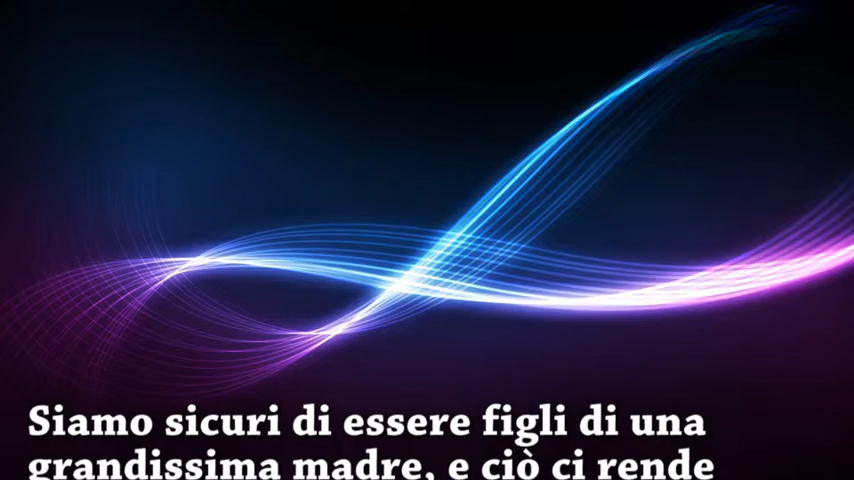 Siamo sicuri di essere figli di una
grandissima madre, e ciò ci rende